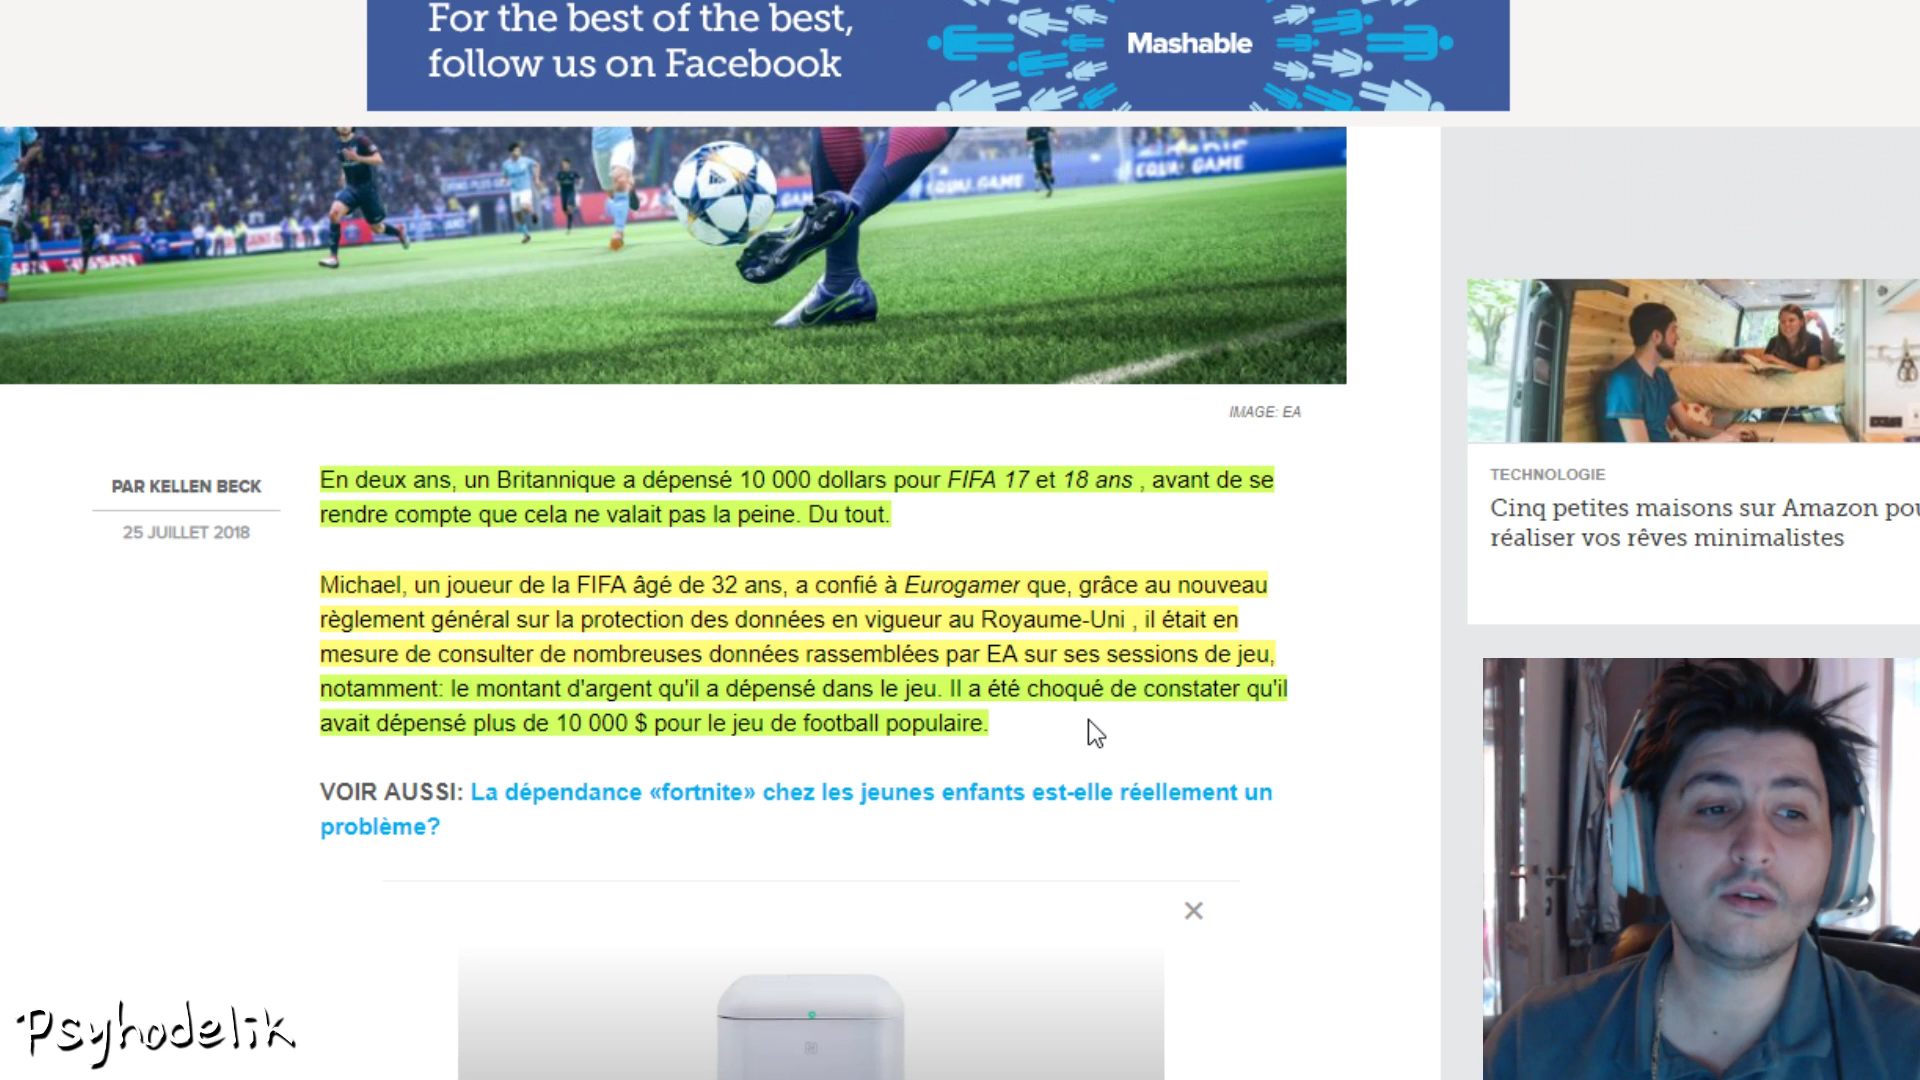 For the best of the best,
follow us on Facebook
Mashable
EQUAL GAME
EQUAL GAME
IMAGE: EA
PAR KELLEN BECK
25 JUILLET 2018
En deux ans, un Britannique a dépensé 10 000 dollars pour FIFA 17 et 18 ans , avant de se
rendre compte que cela ne valait pas la peine. Du tout.
Michael, un joueur de la FIFA âgé de 32 ans, a confié à Eurogamer que, grâce au nouveau
règlement général sur la protection des données en vigueur au Royaume-Uni , il était en
mesure de consulter de nombreuses données rassemblées par EA sur ses sessions de jeu,
notamment: le montant d'argent qu'il a dépensé dans le jeu. Il a été choqué de constater qu'il
avait dépensé plus de 10 000 $ pour le jeu de football populaire.
VOIR AUSSI: La dépendance «fortnite» chez les jeunes enfants est-elle réellement un
problème?
TECHNOLOGIE
Cinq petites maisons sur Amazon pou
réaliser vos rêves minimalistes
Psyhodelik